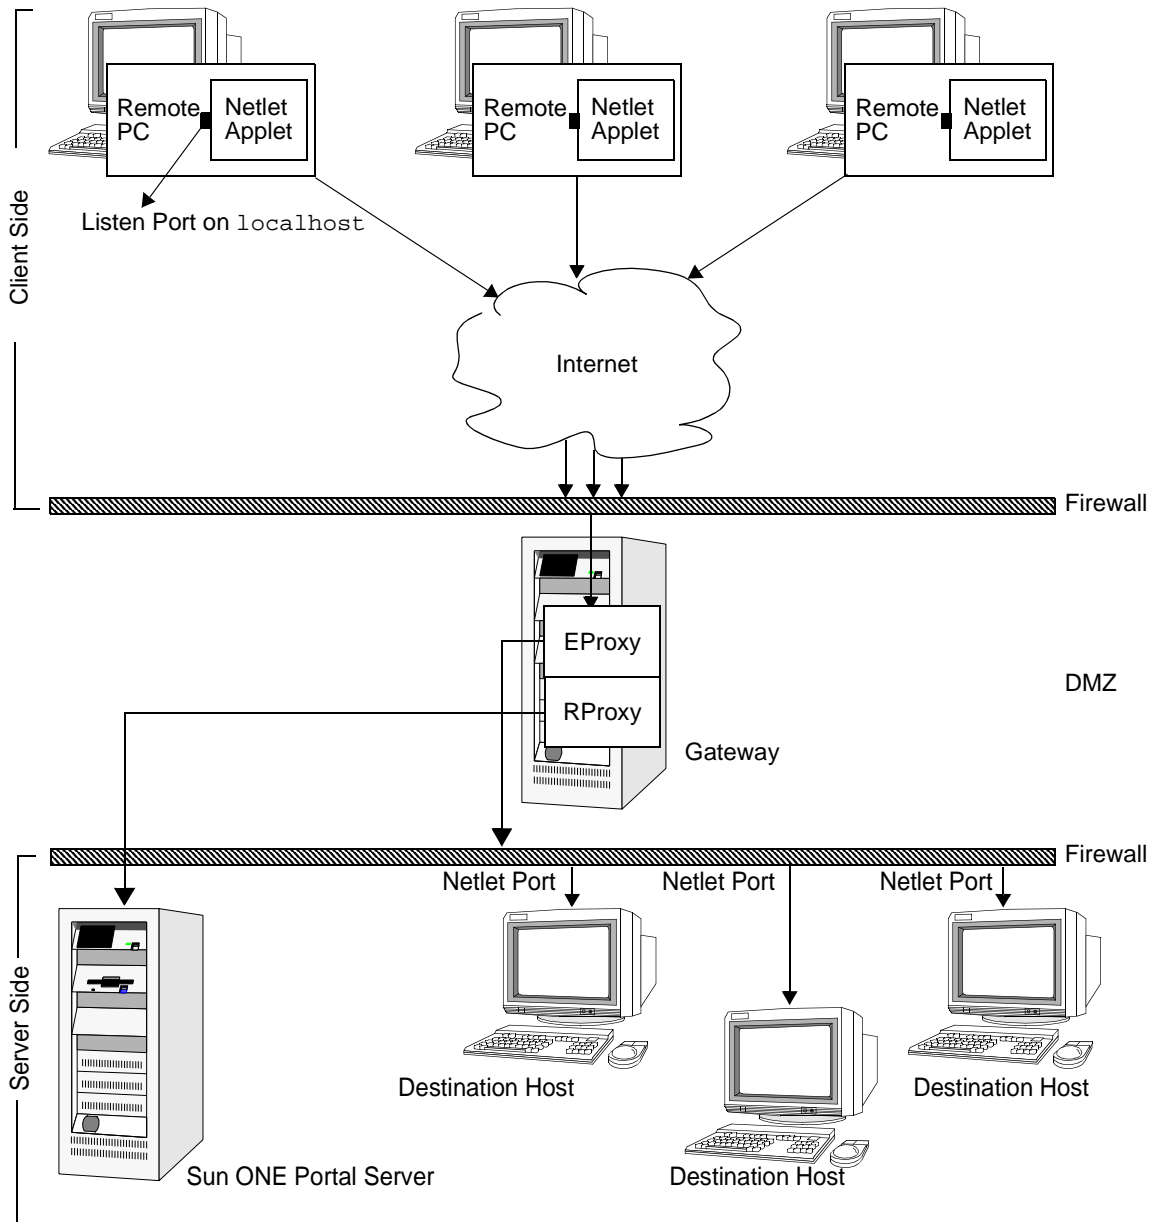 Remote
PC
Netlet
Applet
Remote
PC
Netlet
Applet
Remote
PC
Netlet
Applet
Listen Port on localhost
Client Side
Internet
Firewall
EProxy
DMZ
RProxy
Gateway
Firewall
Netlet Port
Netlet Port
Netlet Port
Server Side
Destination Host
Destination Host
Sun ONE Portal Server
Destination Host